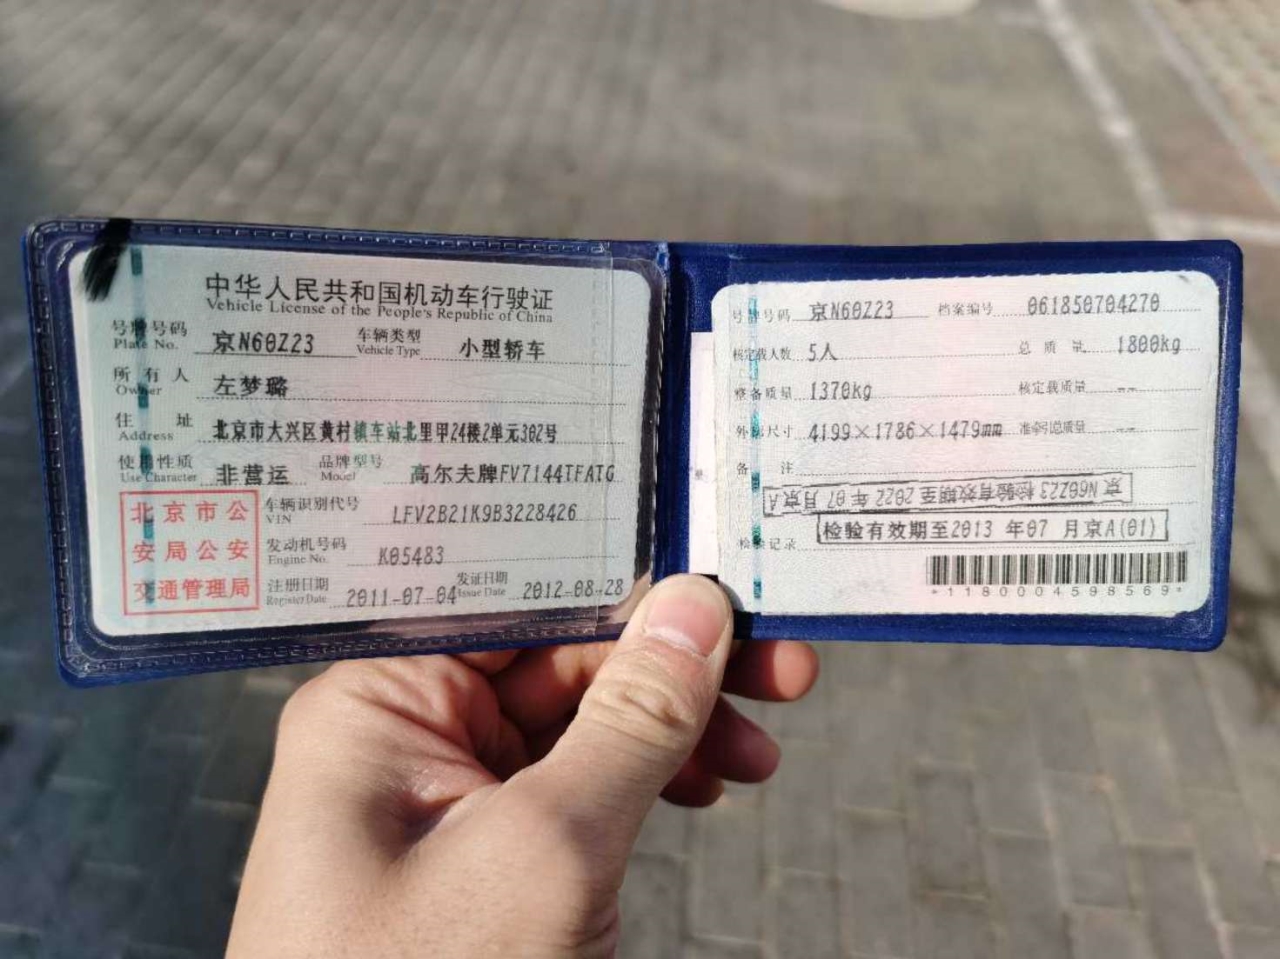 中华人民共和国机动车行驶证
Vehicle License of the People's Republic of China
号牌号码 京N60Z23 车辆类型 小型轿车
Plate No. Vehicle Type
所有人 左梦璐
Owner
住址 北京市大兴区黄村镇车站北里甲24楼2单元302号
Address
使用性质 非营运 品牌型号 高尔夫牌FV7144TFATG
Use Character Model
北京市公安局公安交通管理局
车辆识别代号 LFV2B21K9B3228426
VIN
发动机号码 K05483
Engine No.
注册日期 2011-07-04 发证日期 2012-08-28
Register Date Issue Date
号牌号码 京N60Z23 档案编号 061850704270
核定载人数 5人 总质量 1800kg
整备质量 1370kg 核定载质量 --
外廓尺寸 4199×1786×1479mm 准牵引总质量 --
备注
京N60Z23 检验有效期至2022年07月京A
检验记录 检验有效期至2013 年07 月京A(01)
*1180004598569*